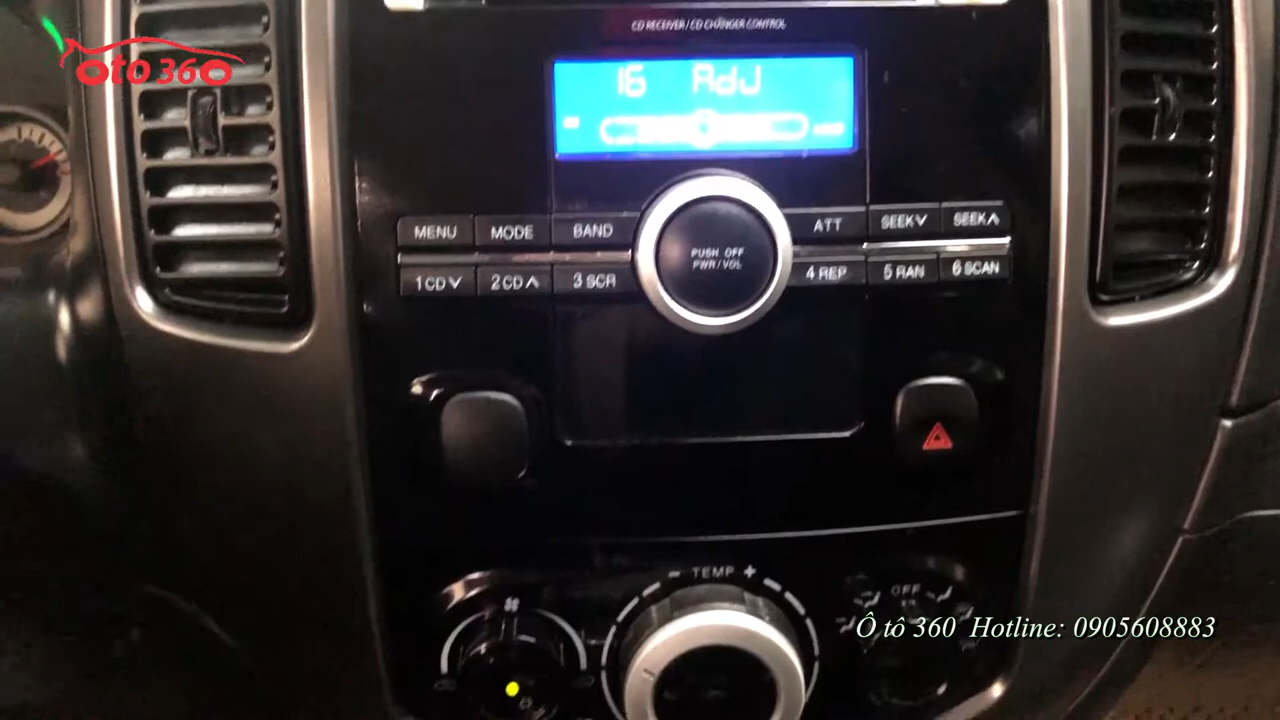 CD RECEIVER / CD CHANGER CONTROL
OTO 360
16 AdJ
MENU MODE BAND
ATT SEEK∨ SEEK∧
PUSH OFF
PWR/VOL
1 CD∨ 2 CD∧ 3 SCR
4 REP 5 RAN 6 SCAN
− TEMP +
OFF
Ô tô 360 Hotline: 0905608883